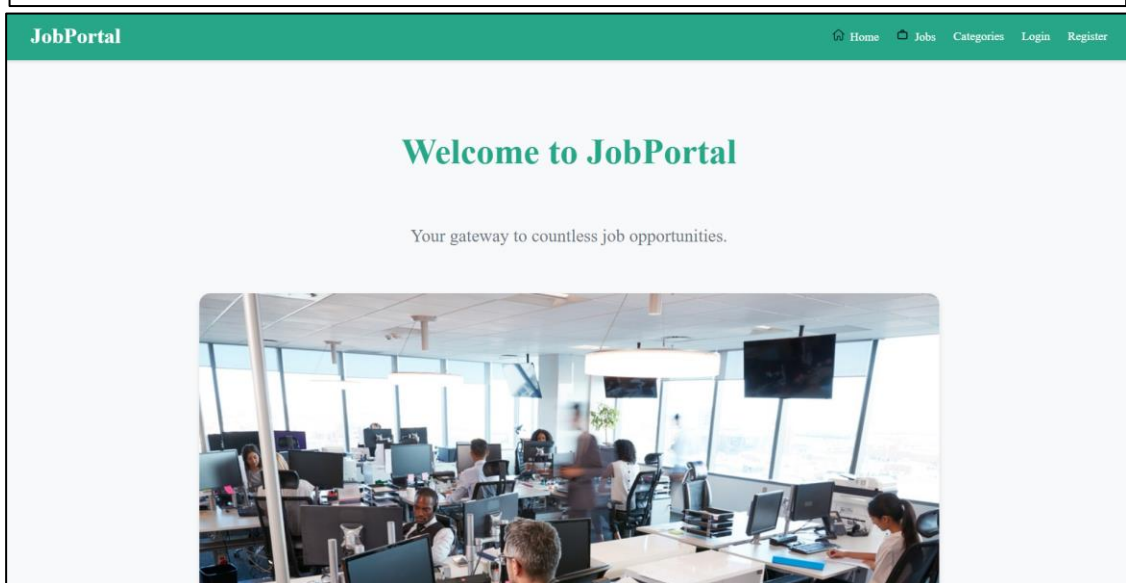 JobPortal
Home Jobs Categories Login Register
Welcome to JobPortal
Your gateway to countless job opportunities.